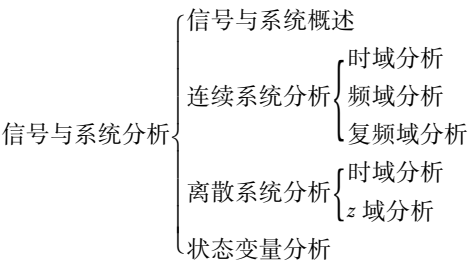 信号与系统概述
时域分析
连续系统分析
频域分析
复频域分析
信号与系统分析
时域分析
离散系统分析
z 域分析
状态变量分析